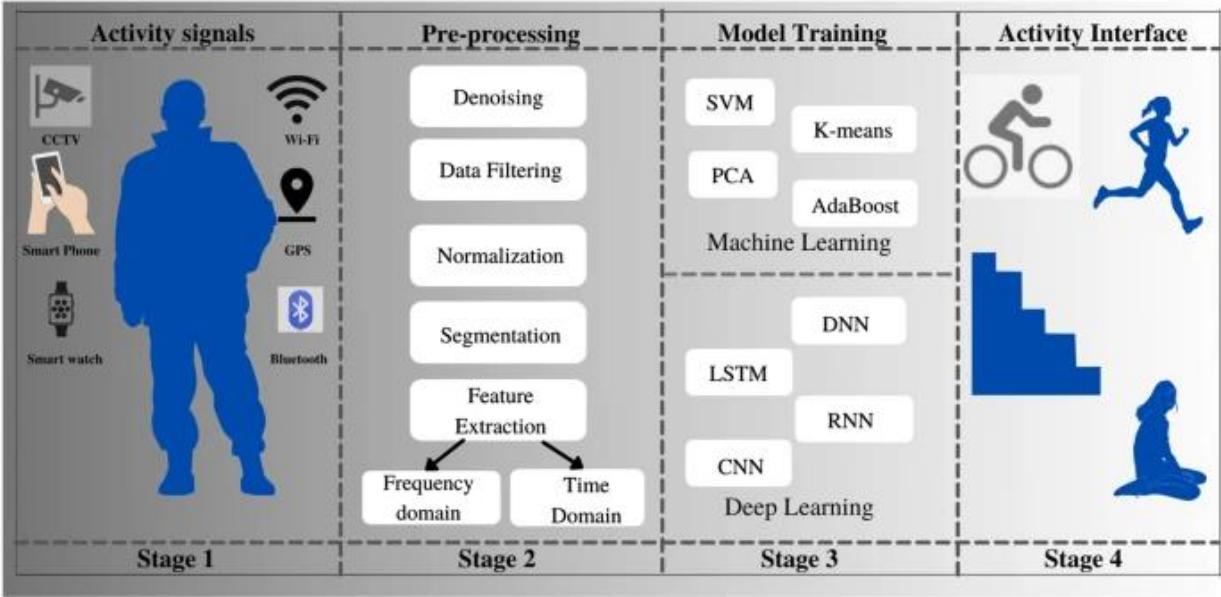 Activity signals
Pre-processing
Model Training
Activity Interface
CCTV
Wi-Fi
Smart Phone
GPS
Smart watch
Bluetooth
Denoising
Data Filtering
Normalization
Segmentation
Feature
Extraction
Frequency
domain
Time
Domain
SVM
K-means
PCA
AdaBoost
Machine Learning
DNN
LSTM
RNN
CNN
Deep Learning
Stage 1
Stage 2
Stage 3
Stage 4